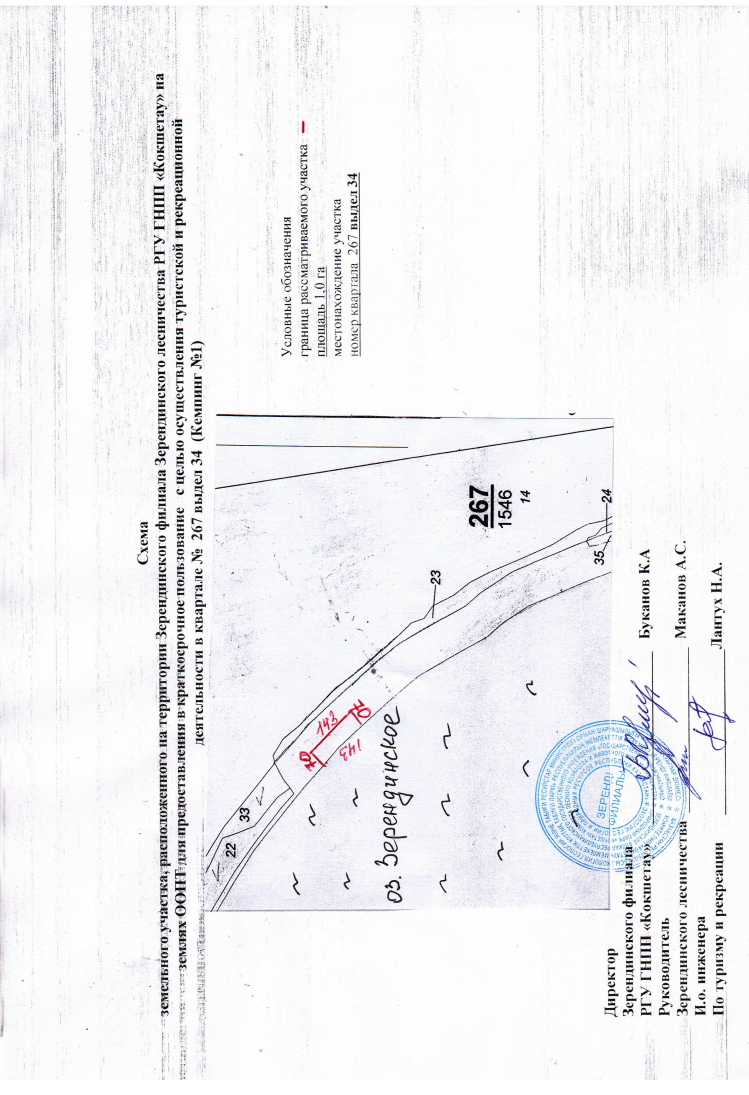 Схема
земельного участка, расположенного на территории Зерендинского филиала Зерендинского лесничества РГУ ГНПП «Кокшетау» на
землях ООПТ для предоставления в краткосрочное пользование с целью осуществления туристской и рекреационной
деятельности в квартале № 267 выдел 34 (Кемпинг №1)
Условные обозначения
граница рассматриваемого участка
площадь 1,0 га
местонахождение участка
номер квартала 267 выдел 34
22
33
70
143
143
70
оз. Зерендинское
23
267
1546
14
35
24
Директор
Зерендинского филиала
РГУ ГНПП «Кокшетау» Буканов К.А
Руководитель
Зерендинского лесничества Маканов А.С.
И.о. инженера
По туризму и рекреации Лантух Н.А.
ФИЛИАЛЫ